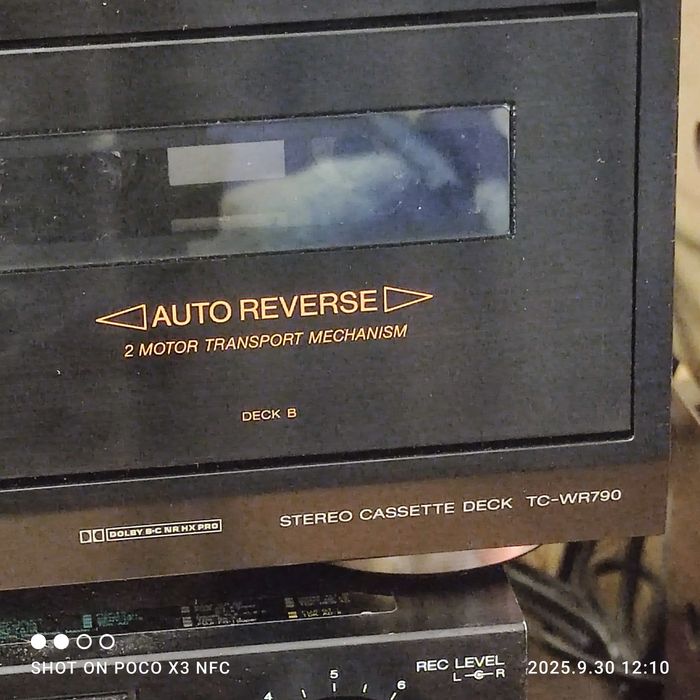 AUTO REVERSE
2 MOTOR TRANSPORT MECHANISM
DECK B
DOLBY B-C NR HX PRO
STEREO CASSETTE DECK TC-WR790
REC LEVEL
L C R
4 5 6
SHOT ON POCO X3 NFC
2025.9.30 12:10